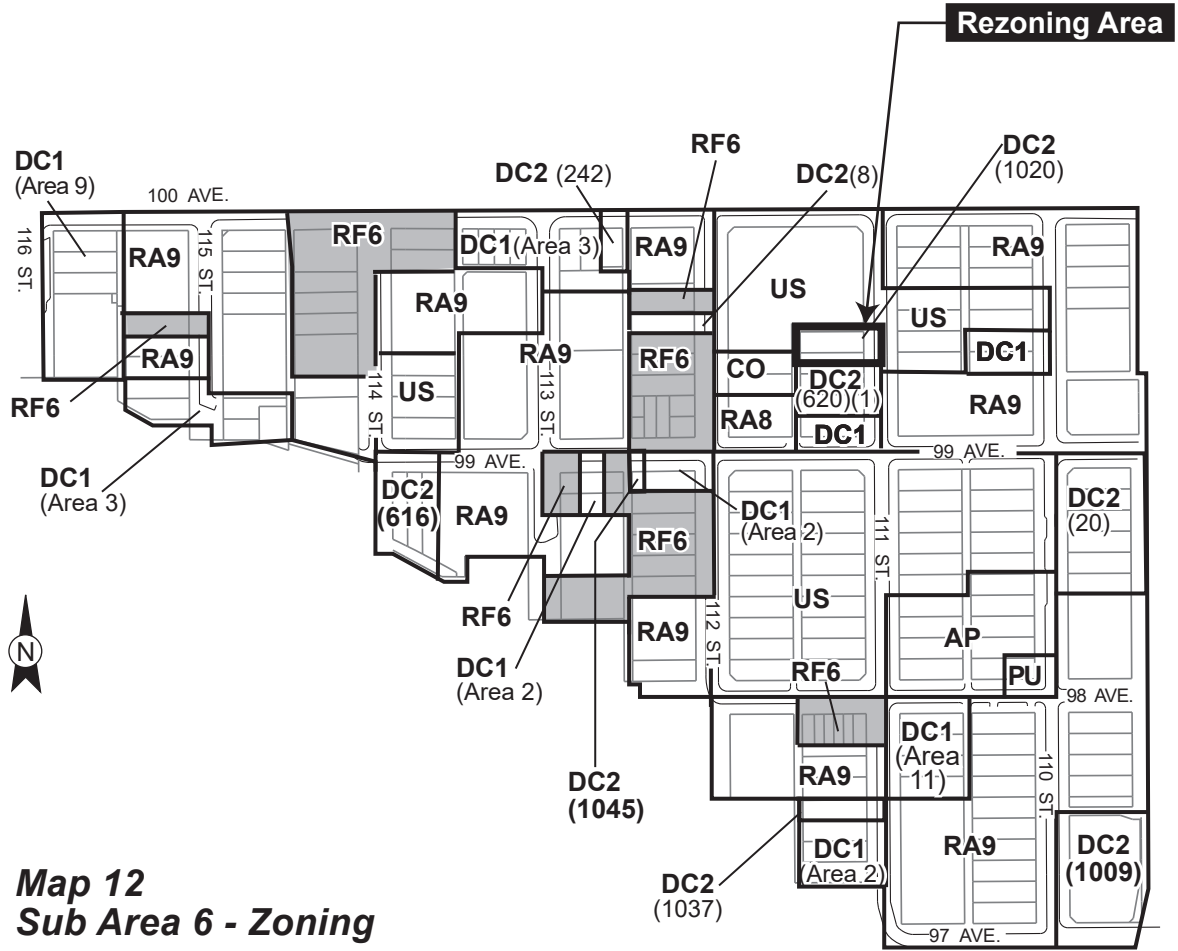 Rezoning Area
RF6
DC2
(1020)
DC1
(Area 9)
DC2 (242)
DC2(8)
100 AVE.
116 ST.
RA9
115 ST.
RF6
DC1(Area 3)
RA9
US
RA9
RF6
RA9
US
RF6
RA9
RA9
RF6
CO
DC1
RF6
114 ST.
US
113 ST.
DC2
(620)(1)
RA9
RA8
DC1
DC1
(Area 3)
99 AVE.
99 AVE.
DC2
(616)
RA9
DC1
(Area 2)
DC2
(20)
RF6
111 ST.
RF6
US
112 ST.
RA9
AP
DC1
(Area 2)
RF6
PU
98 AVE.
DC1
(Area
11)
RA9
110 ST.
DC2
(1045)
DC1
(Area 2)
RA9
DC2
(1009)
DC2
(1037)
97 AVE.
N
Map 12
Sub Area 6 - Zoning